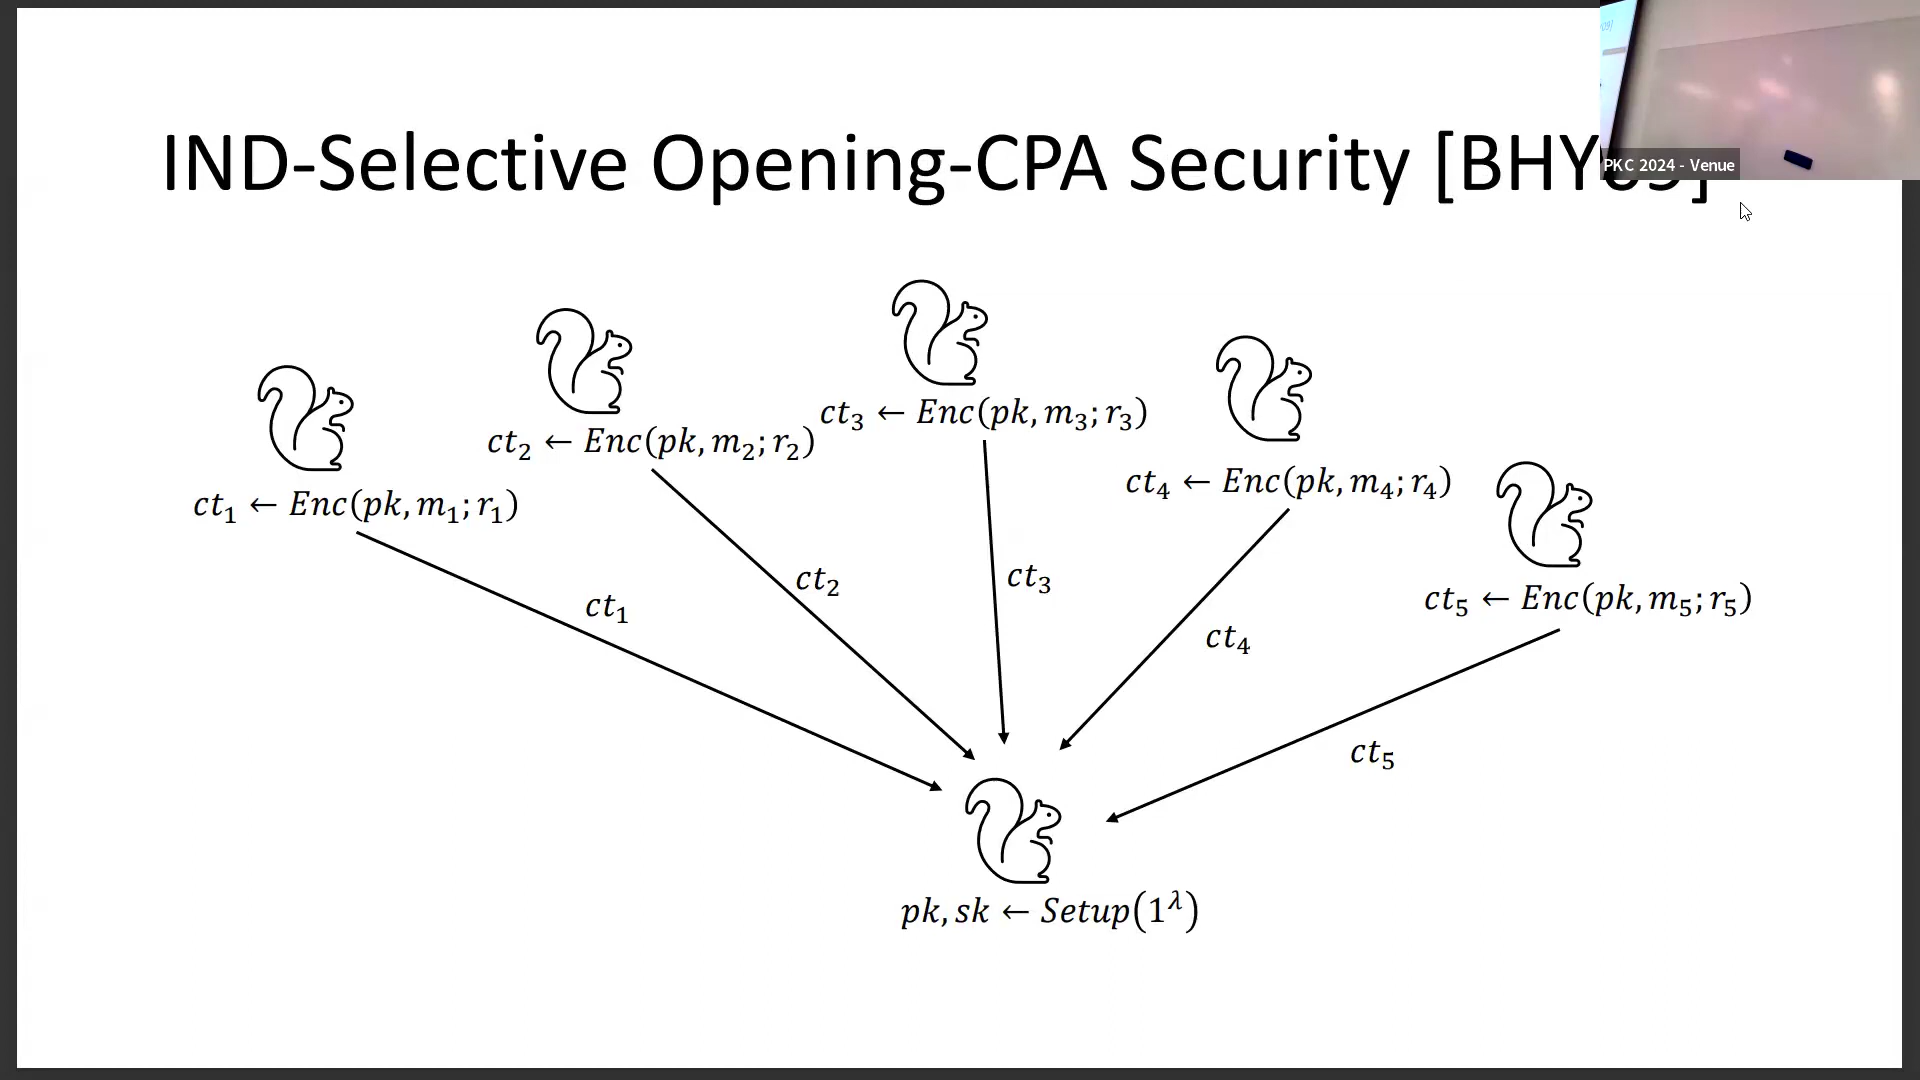 IND-Selective Opening-CPA Security [BHY09]
PKC 2024 - Venue
ct₃ ← Enc(pk, m₃; r₃)
ct₂ ← Enc(pk, m₂; r₂)
ct₄ ← Enc(pk, m₄; r₄)
ct₁ ← Enc(pk, m₁; r₁)
ct₅ ← Enc(pk, m₅; r₅)
ct₁
ct₂
ct₃
ct₄
ct₅
pk, sk ← Setup(1^λ)